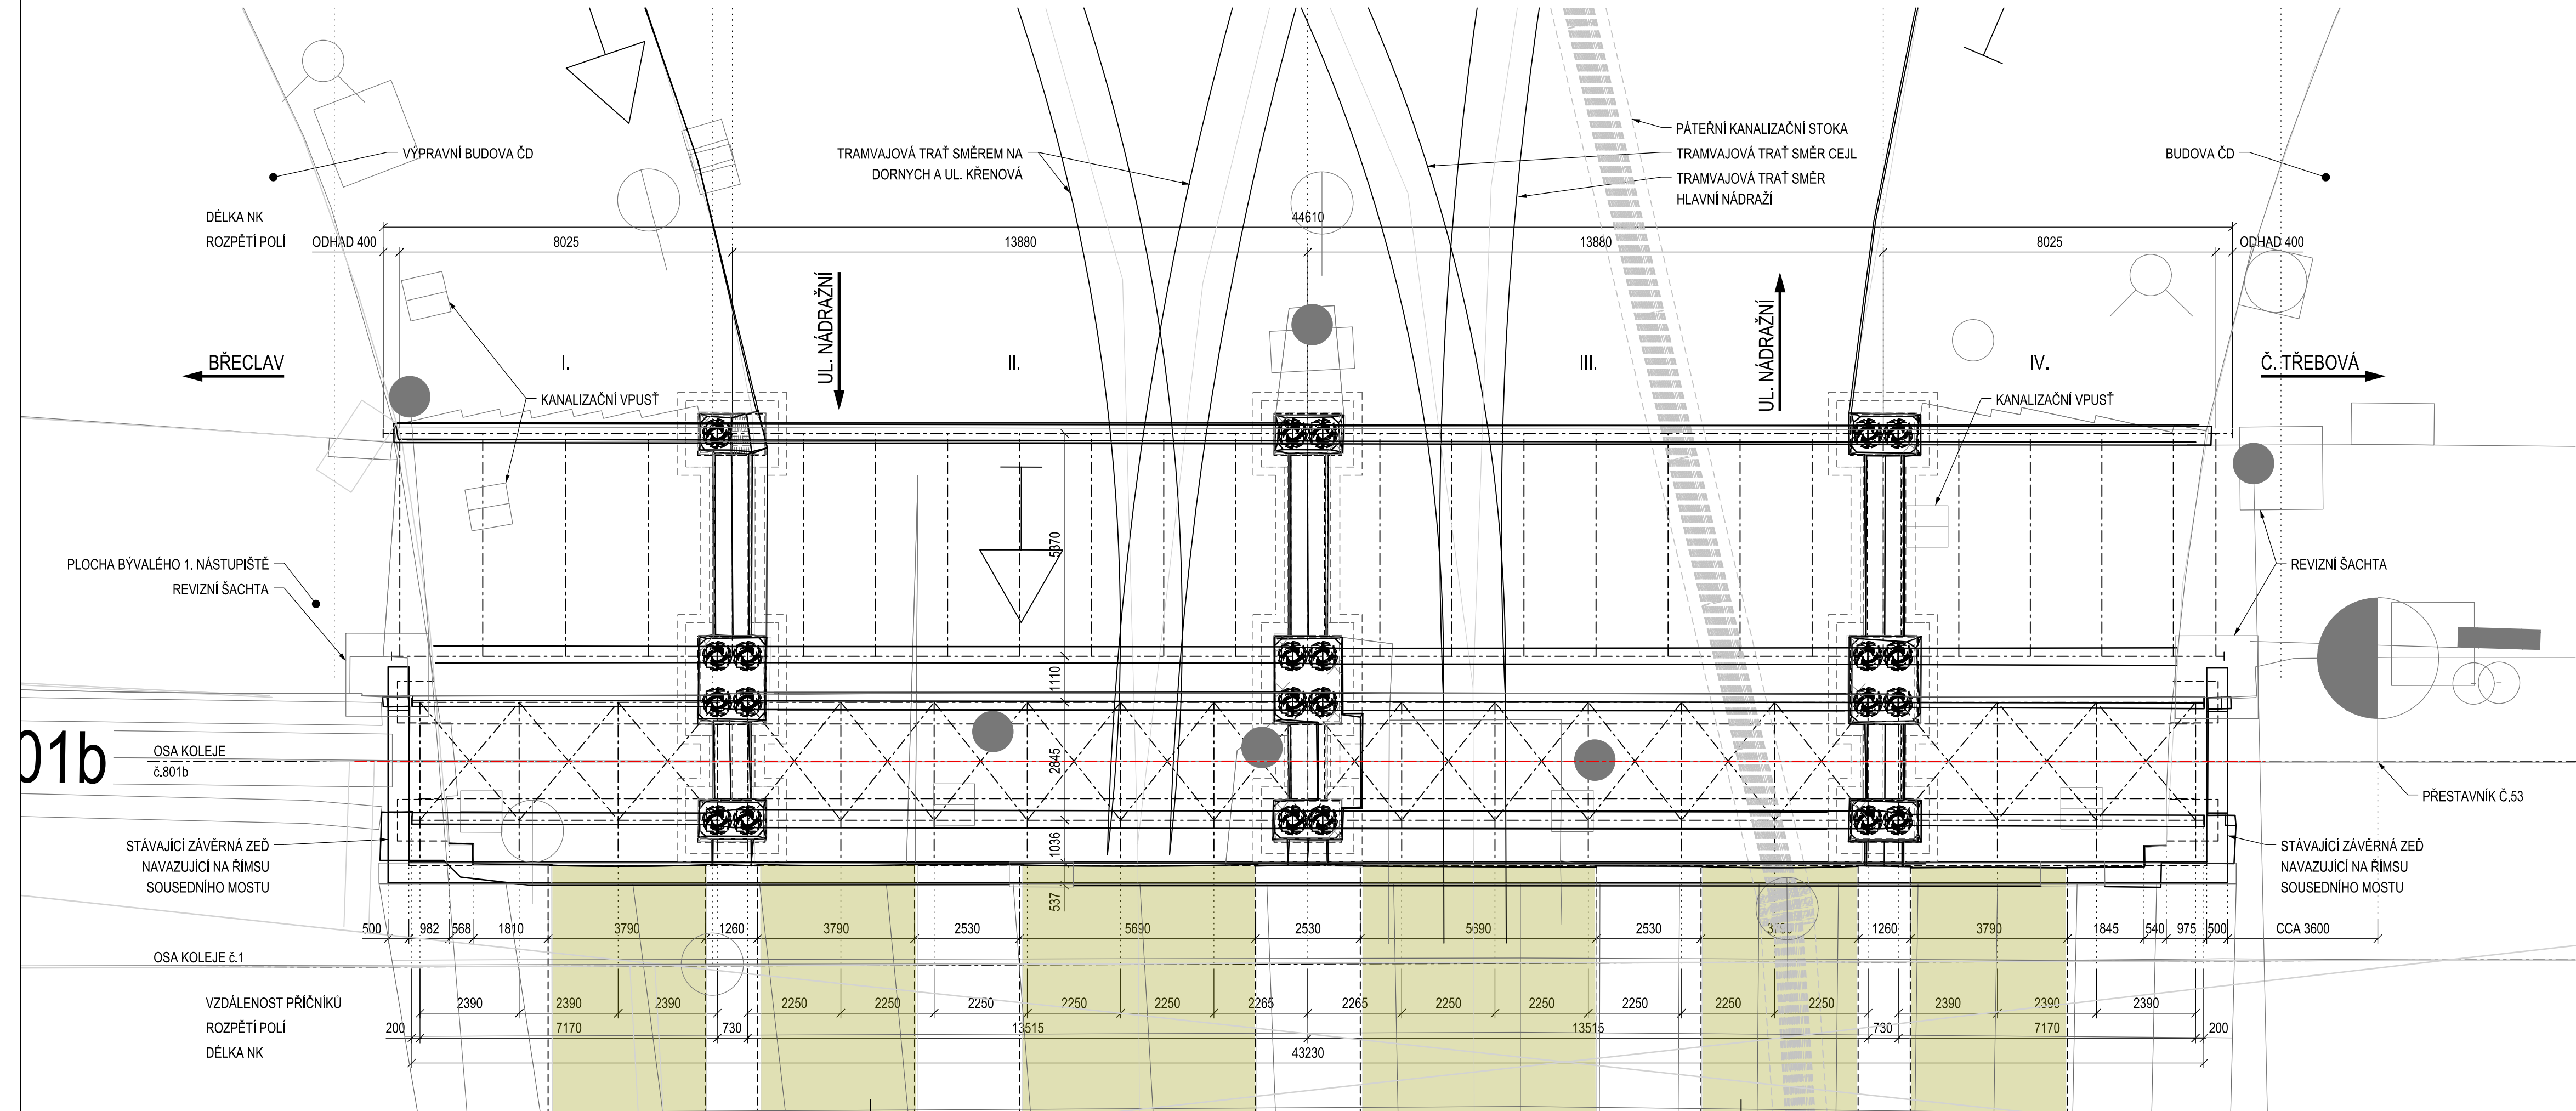 PÁTEŘNÍ KANALIZAČNÍ STOKA
VÝPRAVNÍ BUDOVA ČD
TRAMVAJOVÁ TRAŤ SMĚREM NA
DORNYCH A UL. KŘENOVÁ
TRAMVAJOVÁ TRAŤ SMĚR CEJL
TRAMVAJOVÁ TRAŤ SMĚR
HLAVNÍ NÁDRAŽÍ
BUDOVA ČD
DÉLKA NK
44610
ROZPĚTÍ POLÍ
ODHAD 400
8025
13880
13880
8025
ODHAD 400
UL. NÁDRAŽNÍ
UL. NÁDRAŽNÍ
BŘECLAV
I.
II.
III.
IV.
Č. TŘEBOVÁ
KANALIZAČNÍ VPUSŤ
KANALIZAČNÍ VPUSŤ
5370
PLOCHA BÝVALÉHO 1. NÁSTUPIŠTĚ
REVIZNÍ ŠACHTA
REVIZNÍ ŠACHTA
1110
01b
OSA KOLEJE
č.801b
2845
PŘESTAVNÍK Č.53
1036
STÁVAJÍCÍ ZÁVĚRNÁ ZEĎ
NAVAZUJÍCÍ NA ŘÍMSU
SOUSEDNÍHO MOSTU
STÁVAJÍCÍ ZÁVĚRNÁ ZEĎ
NAVAZUJÍCÍ NA ŘÍMSU
SOUSEDNÍHO MOSTU
537
500 982 568 1810 3790 1260 3790 2530 5690 2530 5690 2530 3790 1260 3790 1845 540 975 500 CCA 3600
OSA KOLEJE č.1
VZDÁLENOST PŘÍČNÍKŮ
2390 2390 2390 2250 2250 2250 2250 2250 2265 2265 2250 2250 2250 2250 2250 2390 2390 2390
ROZPĚTÍ POLÍ
200 7170 730 13515 13515 730 7170 200
DÉLKA NK
43230